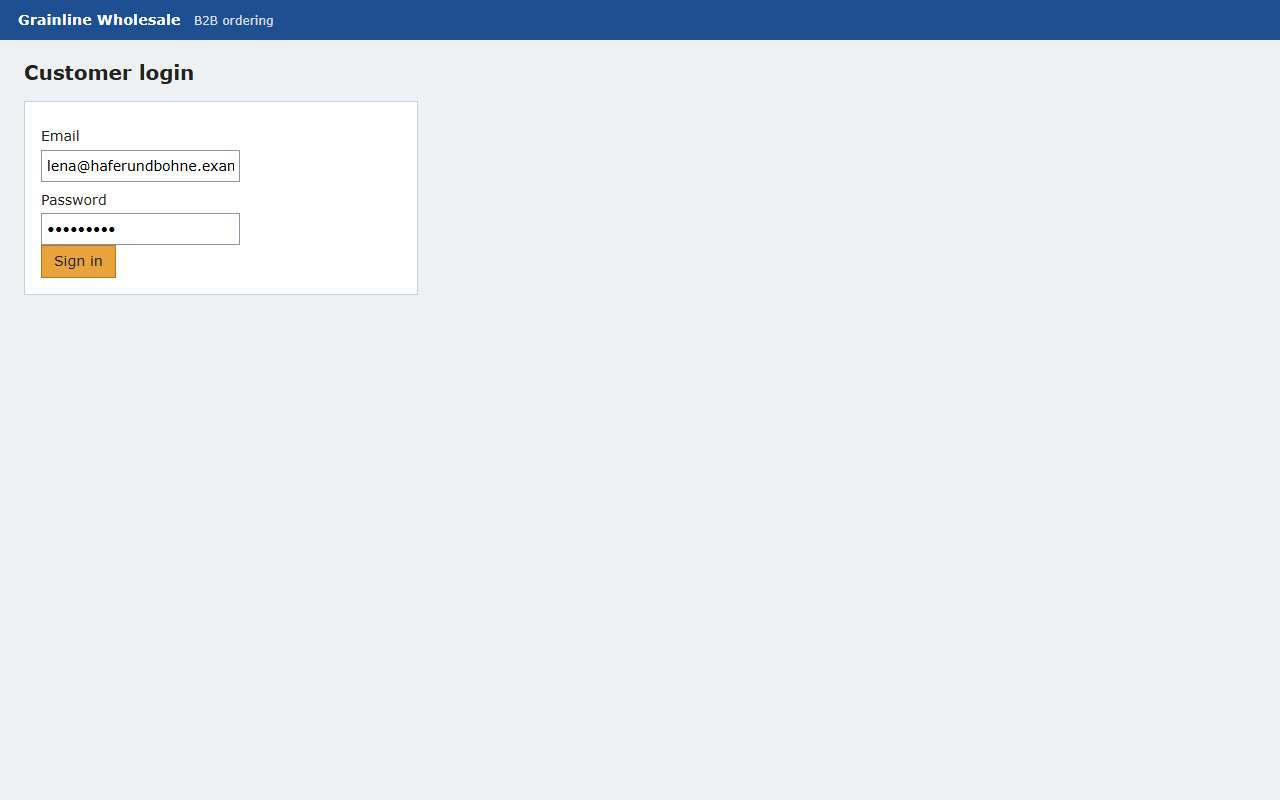 Grainline Wholesale B2B ordering
Customer login
Email
lena@haferundbohne.exan
Password
•••••••••
Sign in